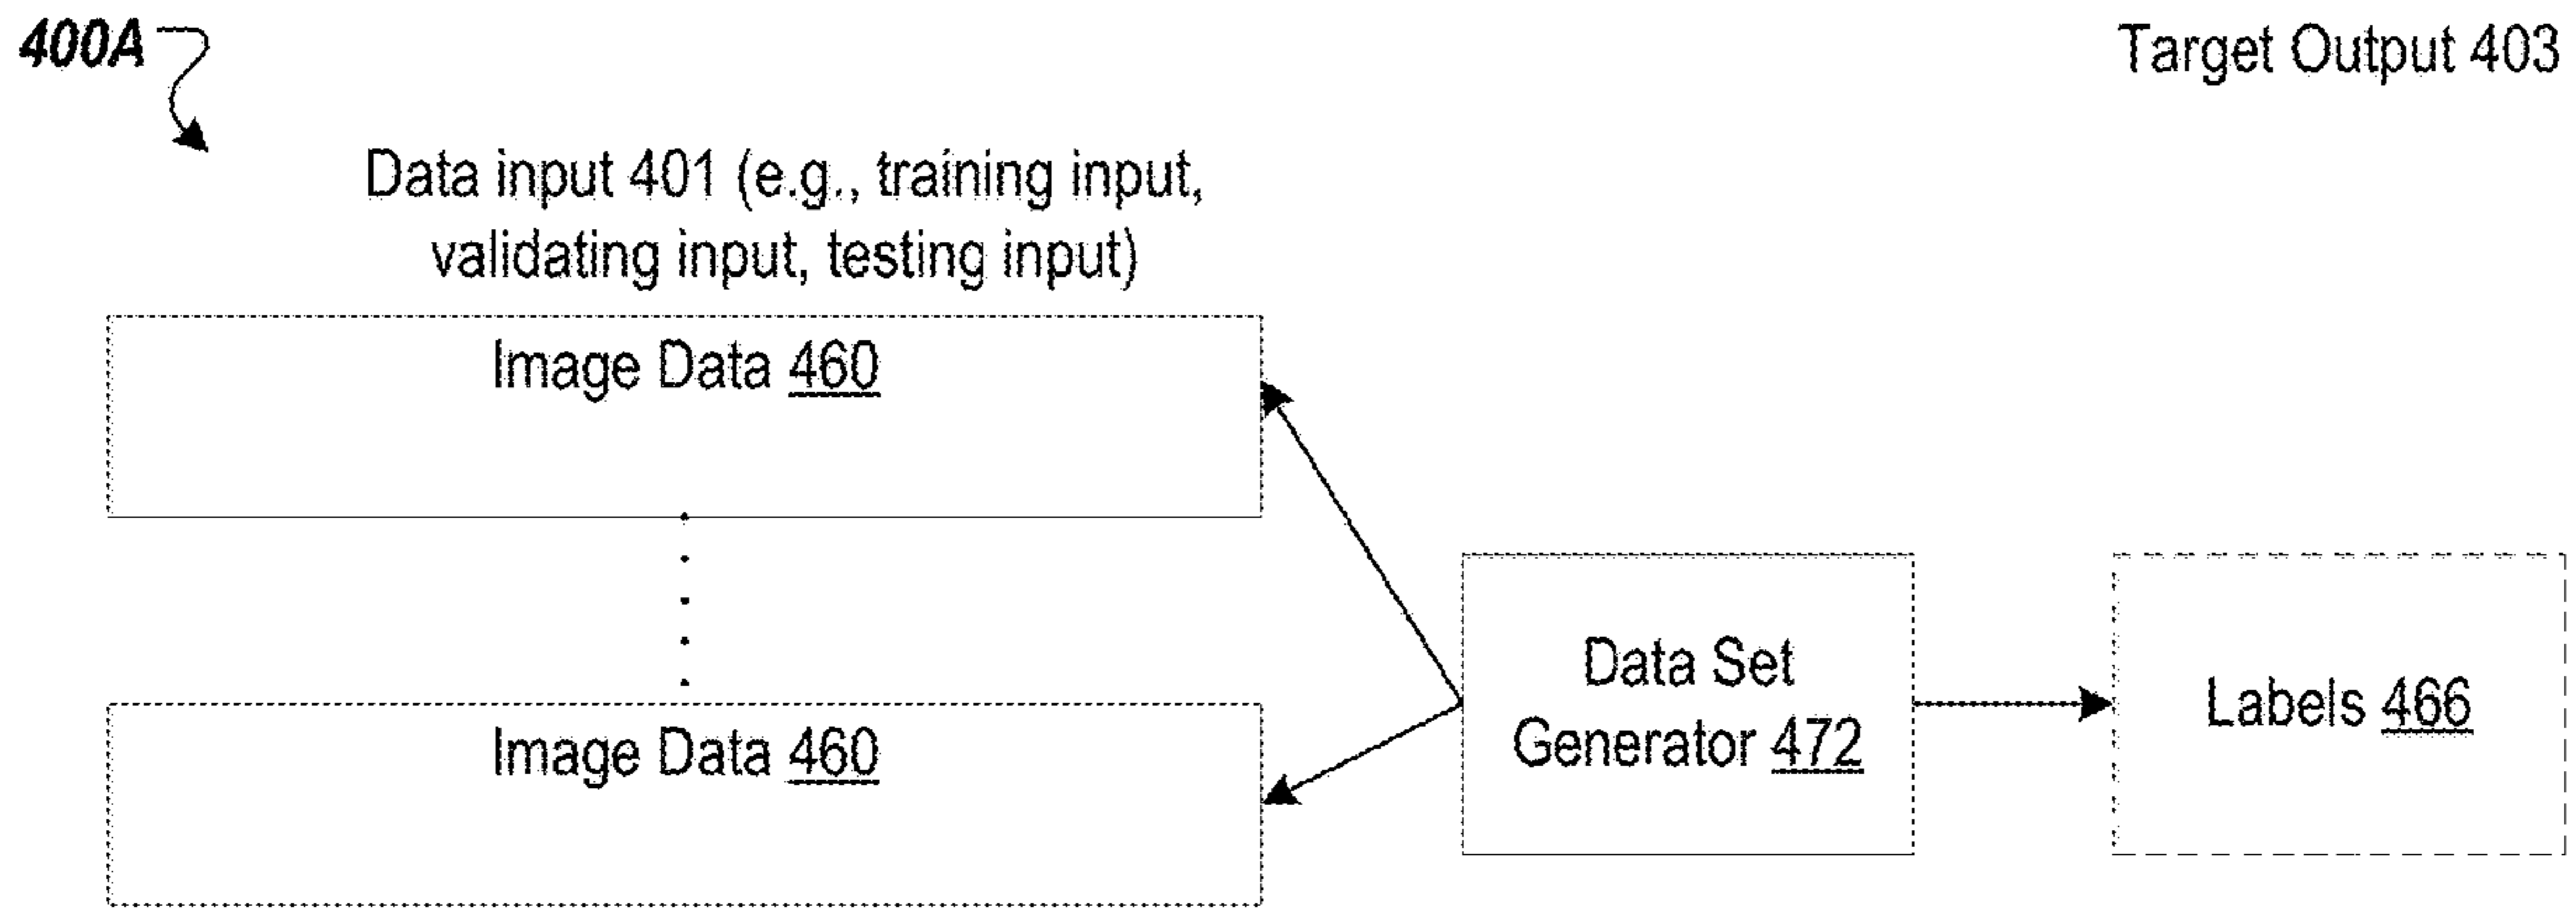 400A
Target Output 403
Data input 401 (e.g., training input,
validating input, testing input)
Image Data 460
Image Data 460
Data Set
Generator 472
Labels 466